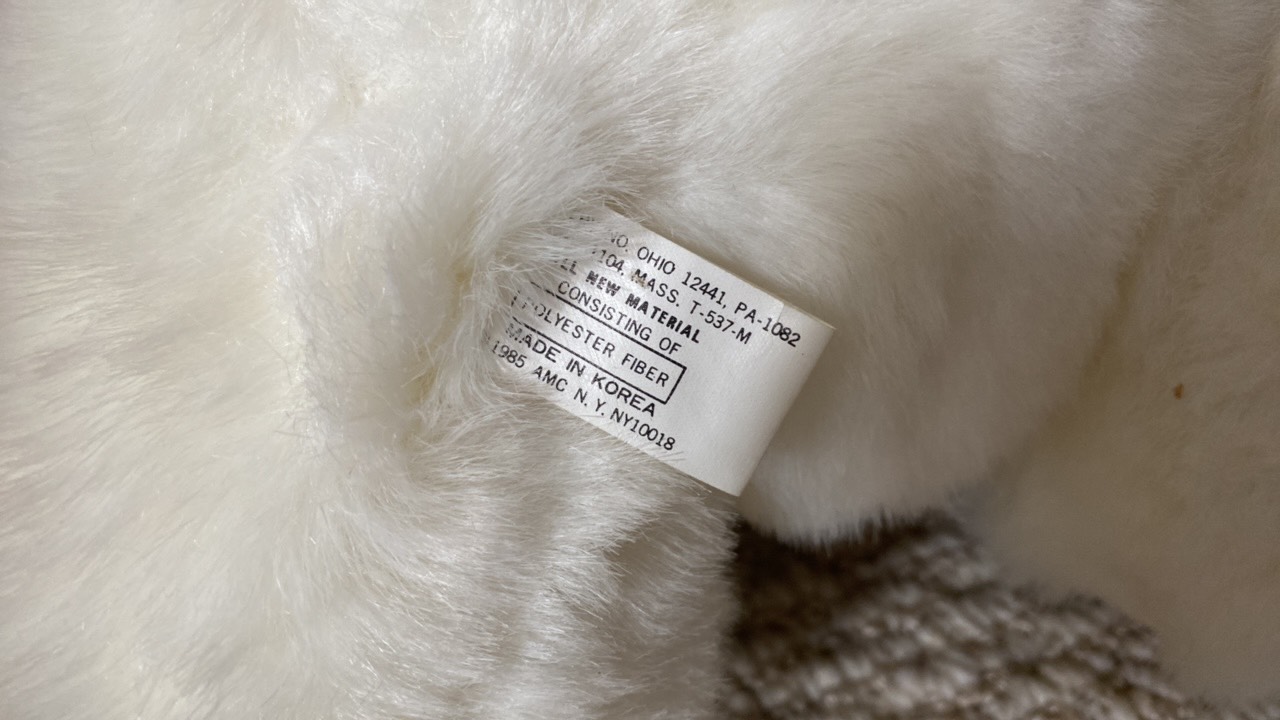 NO. OHIO 12441, PA-1082
104, MASS. T-537-M
NEW MATERIAL
CONSISTING OF
POLYESTER FIBER
MADE IN KOREA
1985 AMC N.Y. NY10018